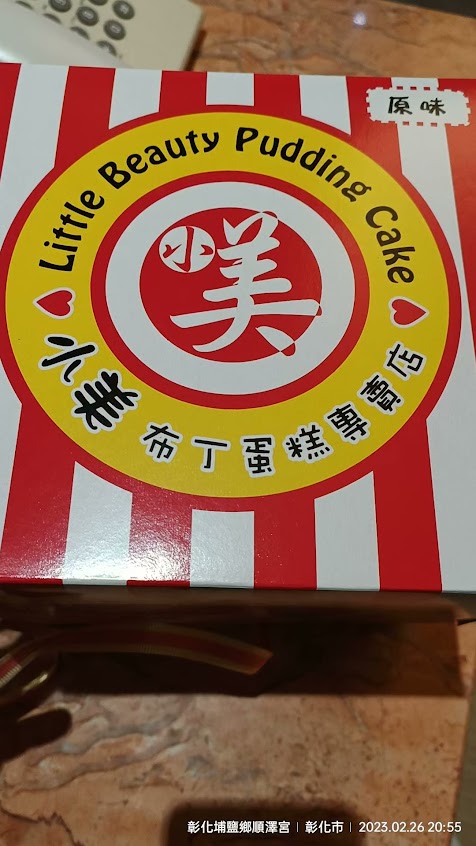 原味
Little Beauty Pudding Cake
小美
小美布丁蛋糕專賣店
彰化埔鹽鄉順澤宮 | 彰化市 | 2023.02.26 20:55